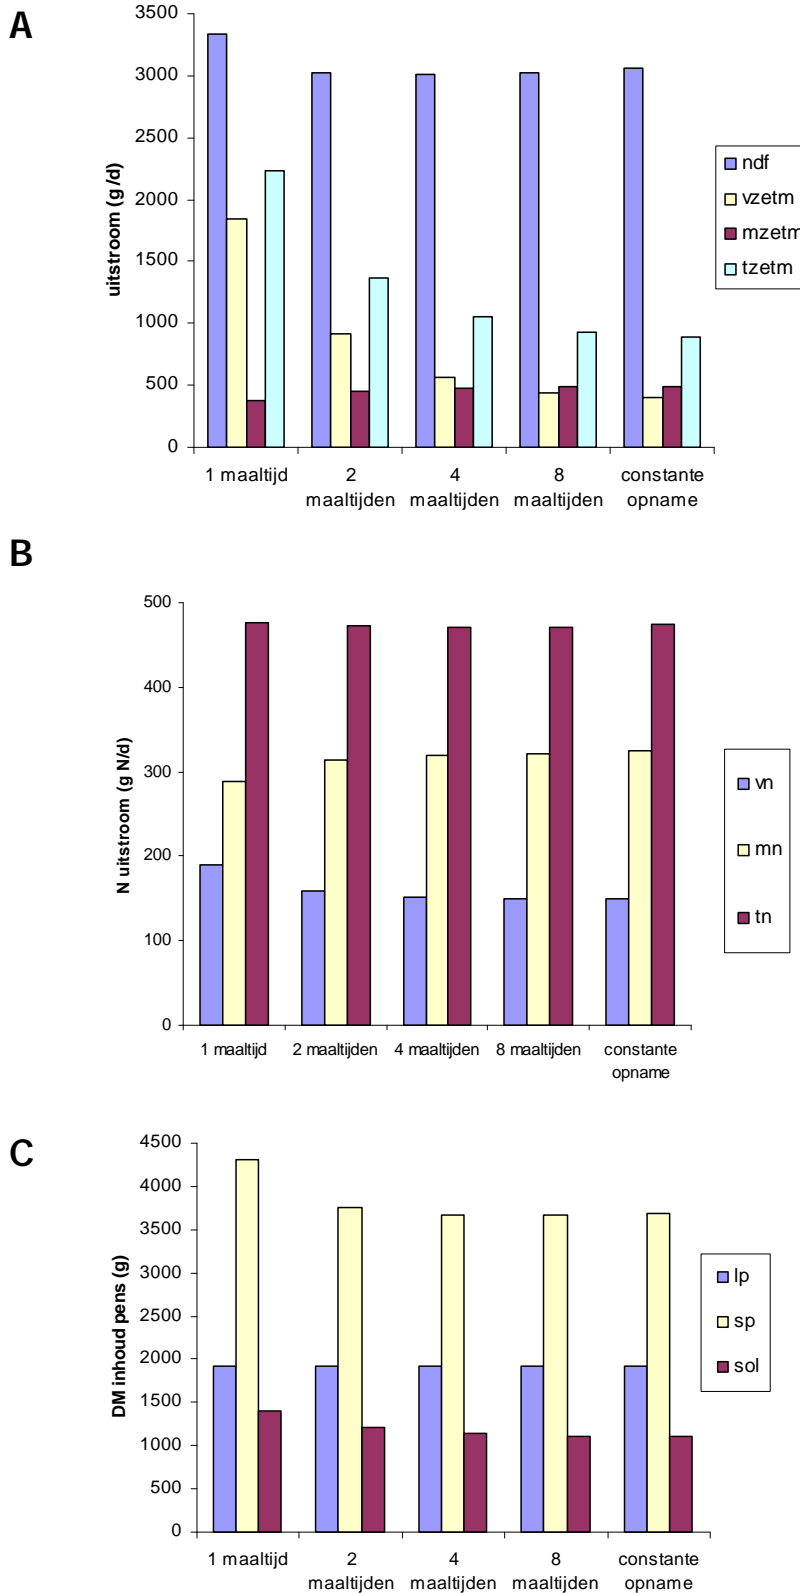 A
uitstroom (g/d)
3500
3000
2500
2000
1500
1000
500
0
1 maaltijd
2
maaltijden
4
maaltijden
8
maaltijden
constante
opname
ndf
vzetm
mzetm
tzetm
B
N uitstroom (g N/d)
500
400
300
200
100
0
1 maaltijd
2 maaltijden
4 maaltijden
8 maaltijden
constante
opname
vn
mn
tn
C
DM inhoud pens (g)
4500
4000
3500
3000
2500
2000
1500
1000
500
0
1 maaltijd
2
maaltijden
4
maaltijden
8
maaltijden
constante
opname
lp
sp
sol